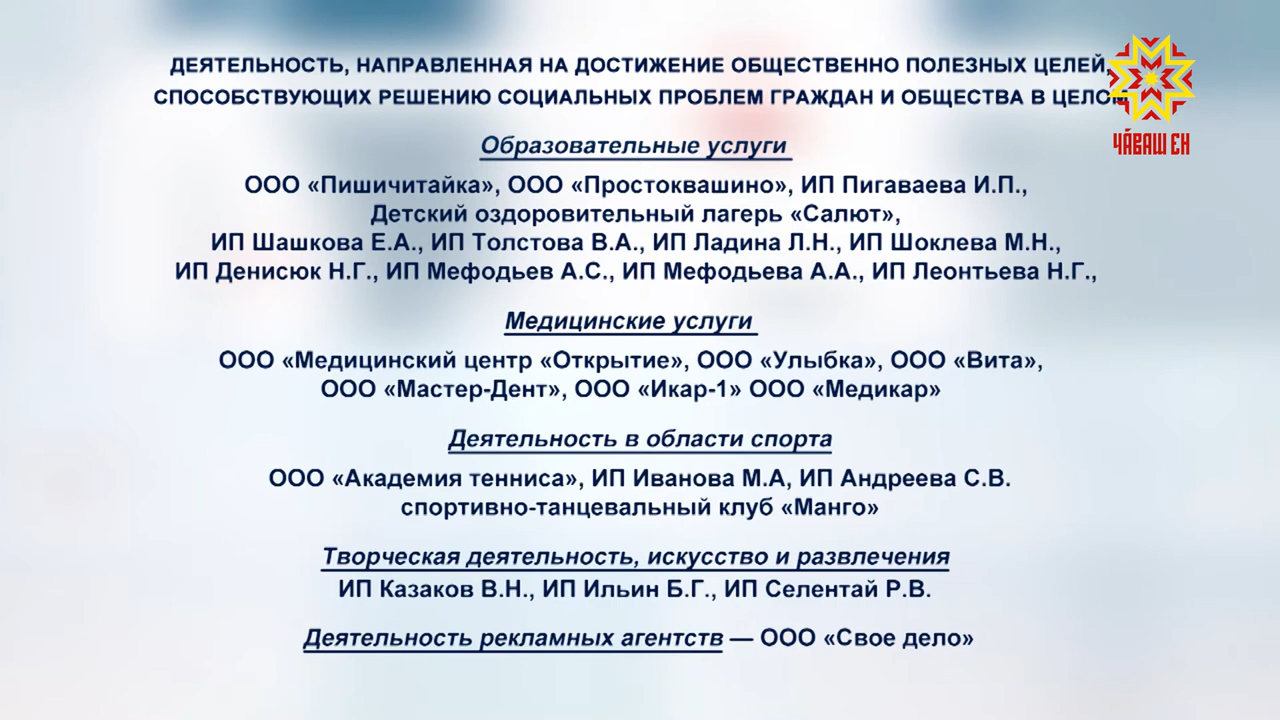 ДЕЯТЕЛЬНОСТЬ, НАПРАВЛЕННАЯ НА ДОСТИЖЕНИЕ ОБЩЕСТВЕННО ПОЛЕЗНЫХ ЦЕЛЕЙ,
СПОСОБСТВУЮЩИХ РЕШЕНИЮ СОЦИАЛЬНЫХ ПРОБЛЕМ ГРАЖДАН И ОБЩЕСТВА В ЦЕЛОМ
ЧӐВАШ ЕН
Образовательные услуги
ООО «Пишичитайка», ООО «Простоквашино», ИП Пигаваева И.П.,
Детский оздоровительный лагерь «Салют»,
ИП Шашкова Е.А., ИП Толстова В.А., ИП Ладина Л.Н., ИП Шоклева М.Н.,
ИП Денисюк Н.Г., ИП Мефодьев А.С., ИП Мефодьева А.А., ИП Леонтьева Н.Г.,
Медицинские услуги
ООО «Медицинский центр «Открытие», ООО «Улыбка», ООО «Вита»,
ООО «Мастер-Дент», ООО «Икар-1» ООО «Медикар»
Деятельность в области спорта
ООО «Академия тенниса», ИП Иванова М.А, ИП Андреева С.В.
спортивно-танцевальный клуб «Манго»
Творческая деятельность, искусство и развлечения
ИП Казаков В.Н., ИП Ильин Б.Г., ИП Селентай Р.В.
Деятельность рекламных агентств — ООО «Свое дело»